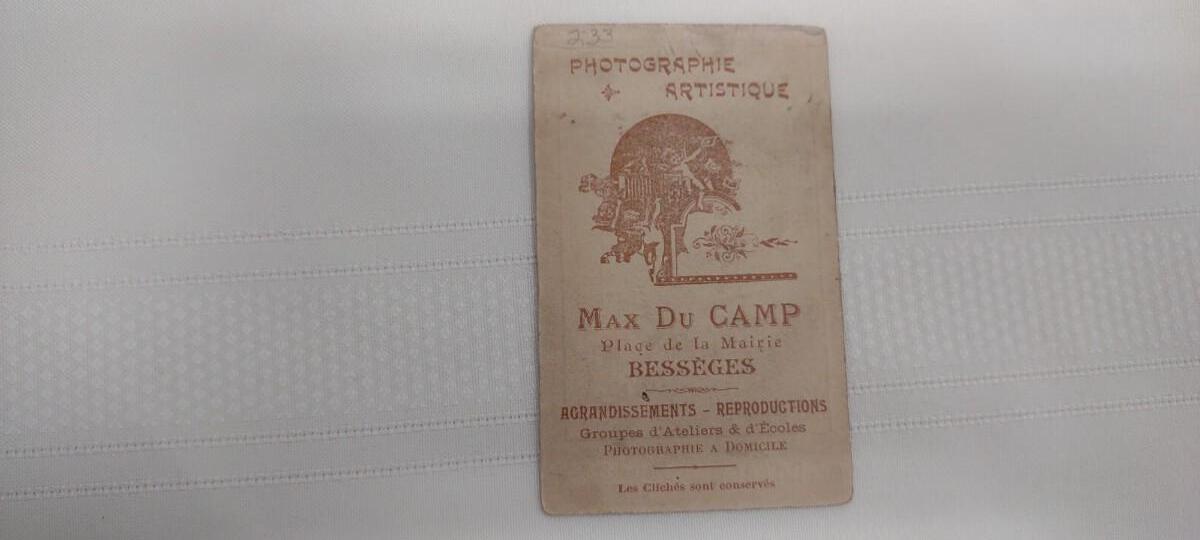 233
PHOTOGRAPHIE
ARTISTIQUE
MAX DU CAMP
Place de la Mairie
BESSÈGES
AGRANDISSEMENTS - REPRODUCTIONS
Groupes d'Ateliers & d'Écoles
PHOTOGRAPHIE A DOMICILE
Les Clichés sont conservés